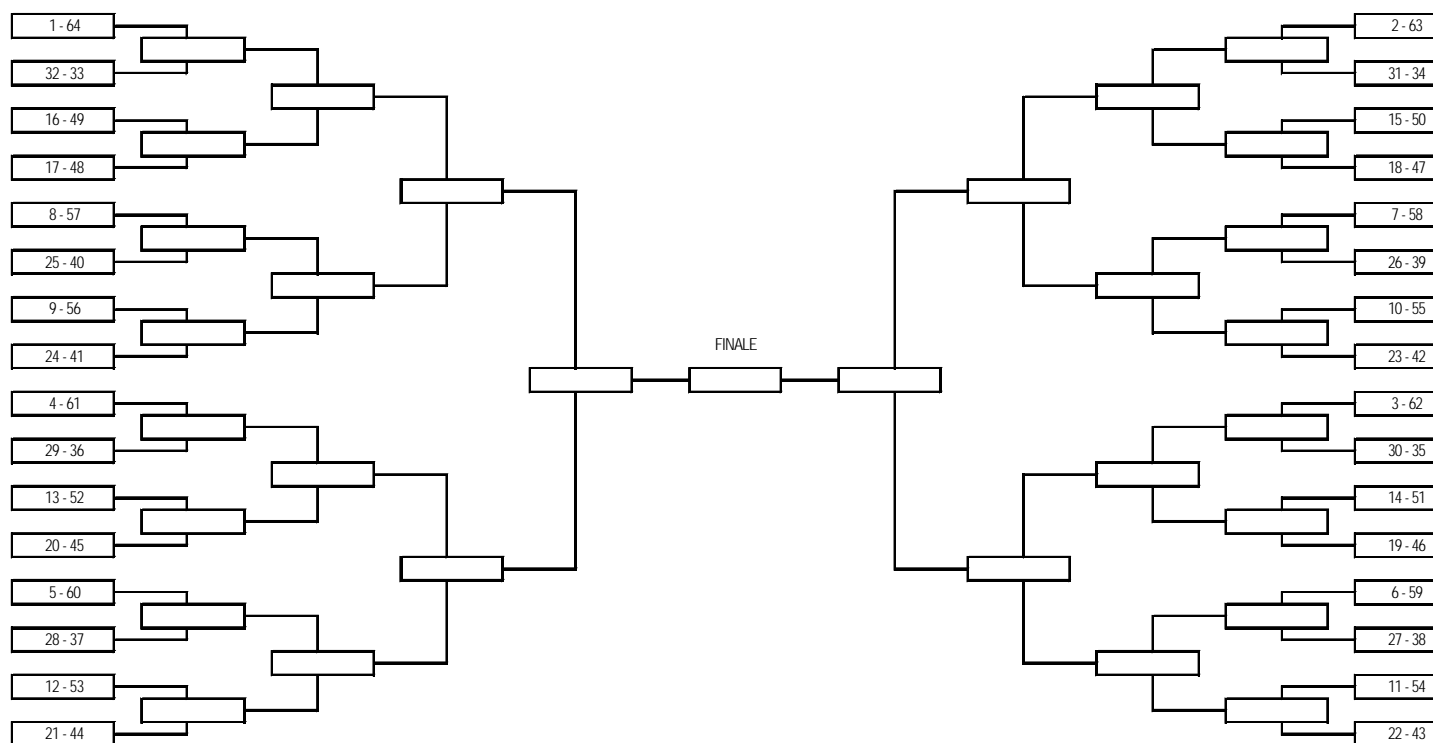 1 - 64
32 - 33
16 - 49
17 - 48
8 - 57
25 - 40
9 - 56
24 - 41
4 - 61
29 - 36
13 - 52
20 - 45
5 - 60
28 - 37
12 - 53
21 - 44
FINALE
2 - 63
31 - 34
15 - 50
18 - 47
7 - 58
26 - 39
10 - 55
23 - 42
3 - 62
30 - 35
14 - 51
19 - 46
6 - 59
27 - 38
11 - 54
22 - 43